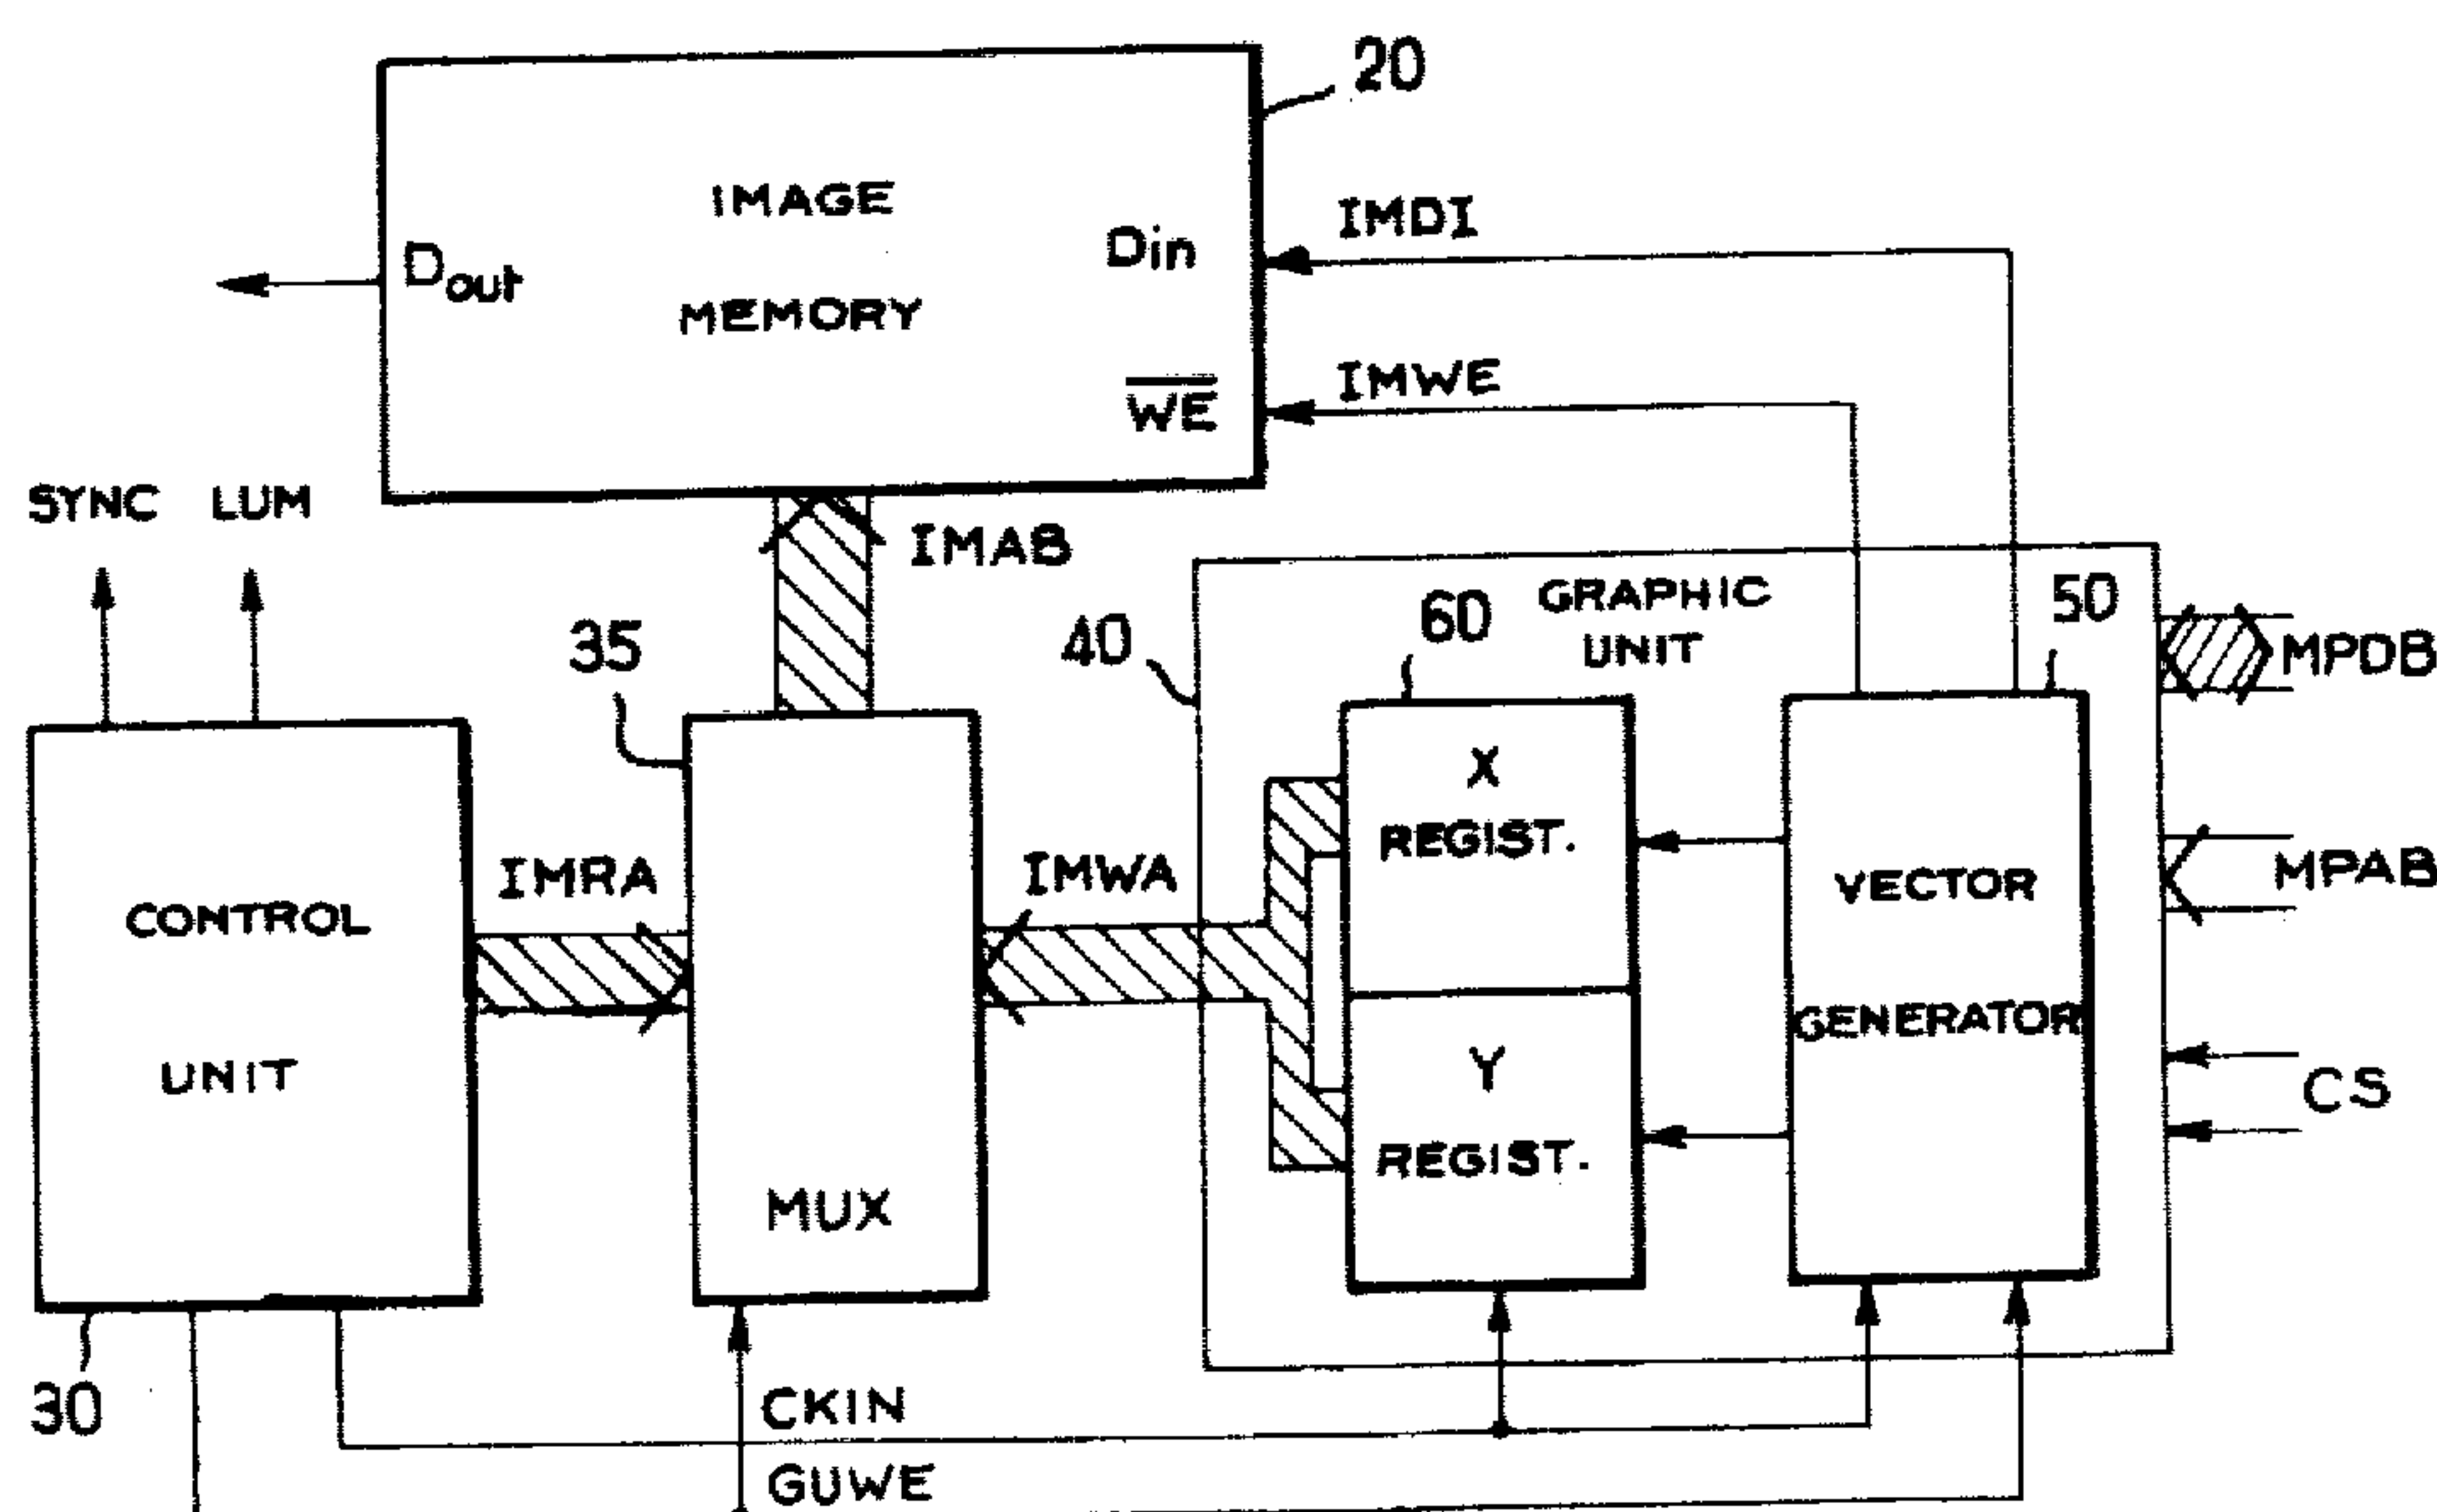 20
IMAGE
MEMORY
Dout
Din
WE
IMDI
IMWE
SYNC
LUM
IMAB
35
40
60
GRAPHIC
UNIT
50
MPDB
X
REGIST.
IMRA
IMWA
VECTOR
GENERATOR
MPAB
CONTROL
UNIT
Y
REGIST.
MUX
CS
30
CKIN
GUWE